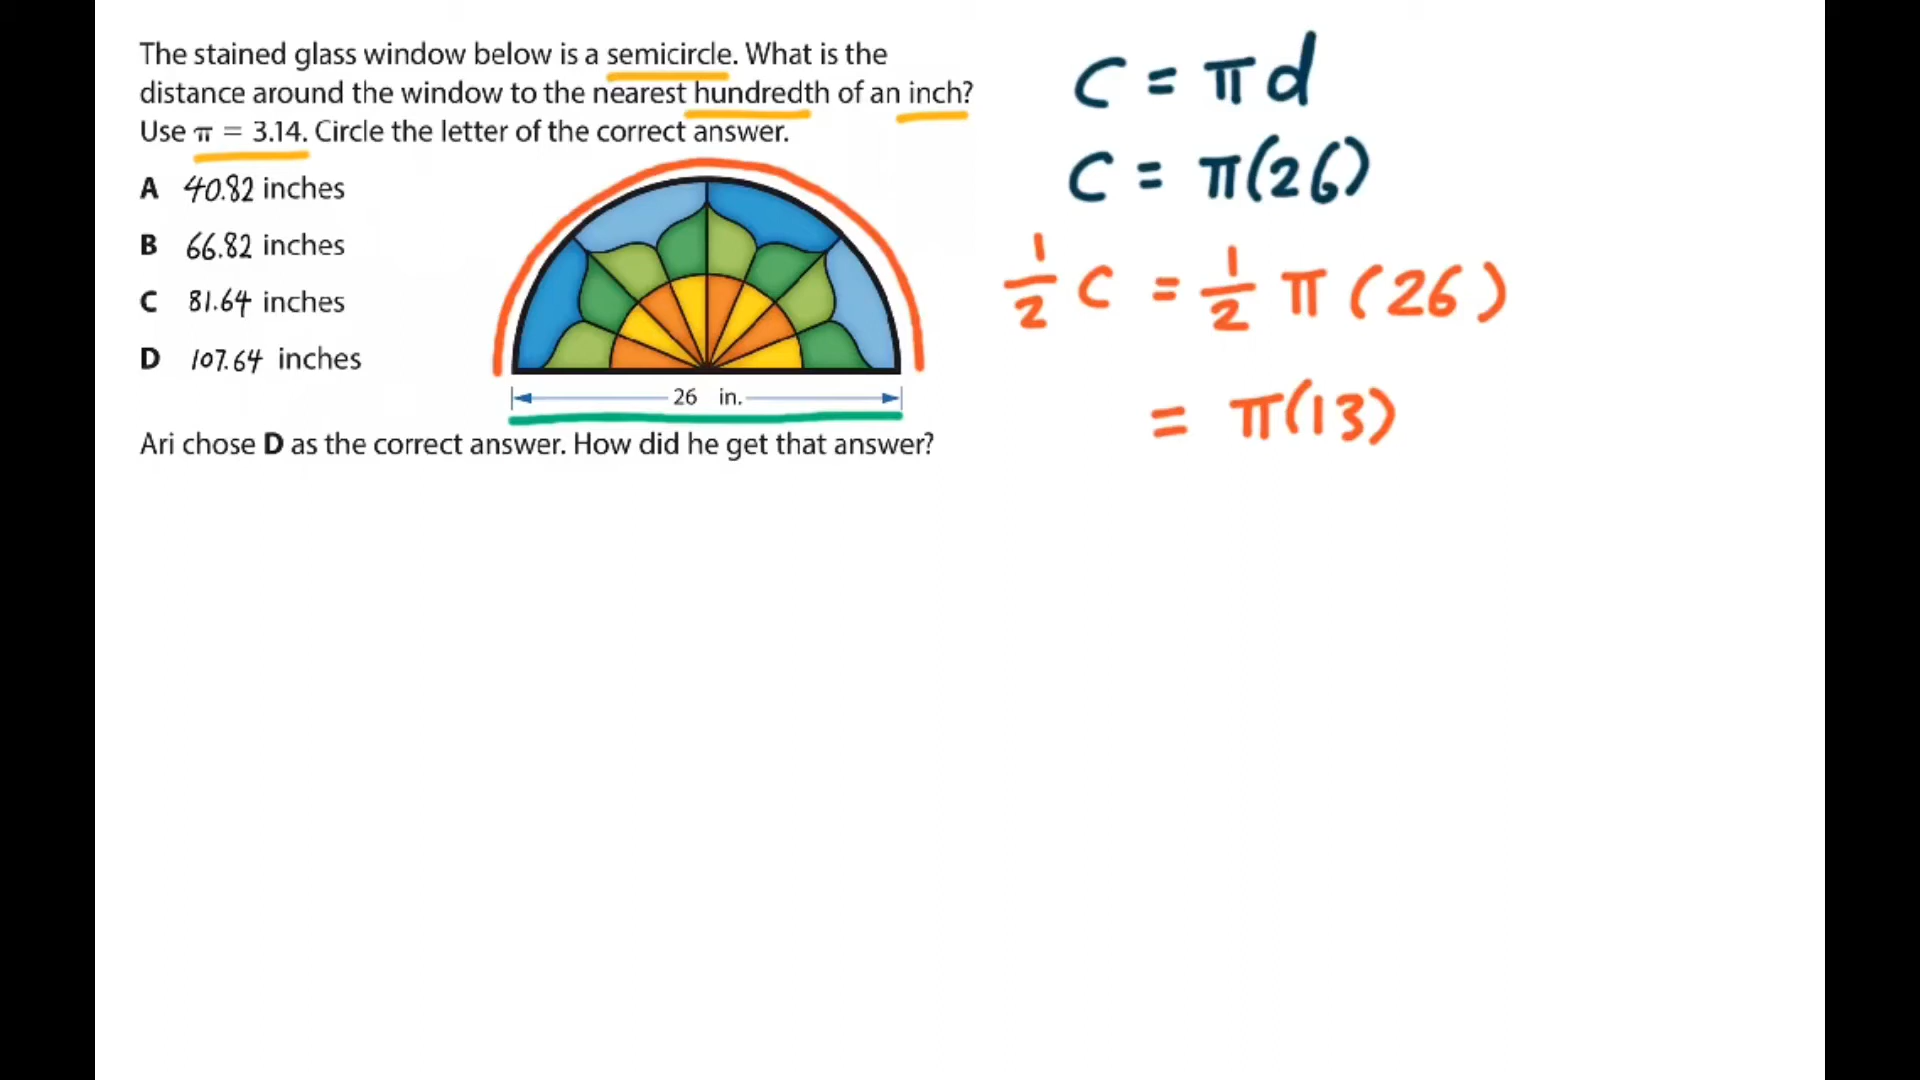 The stained glass window below is a semicircle. What is the
distance around the window to the nearest hundredth of an inch?
Use π = 3.14. Circle the letter of the correct answer.
A 40.82 inches
B 66.82 inches
C 81.64 inches
D 107.64 inches
26 in.
Ari chose D as the correct answer. How did he get that answer?
C = πd
C = π(26)
1/2 C = 1/2 π (26)
= π(13)